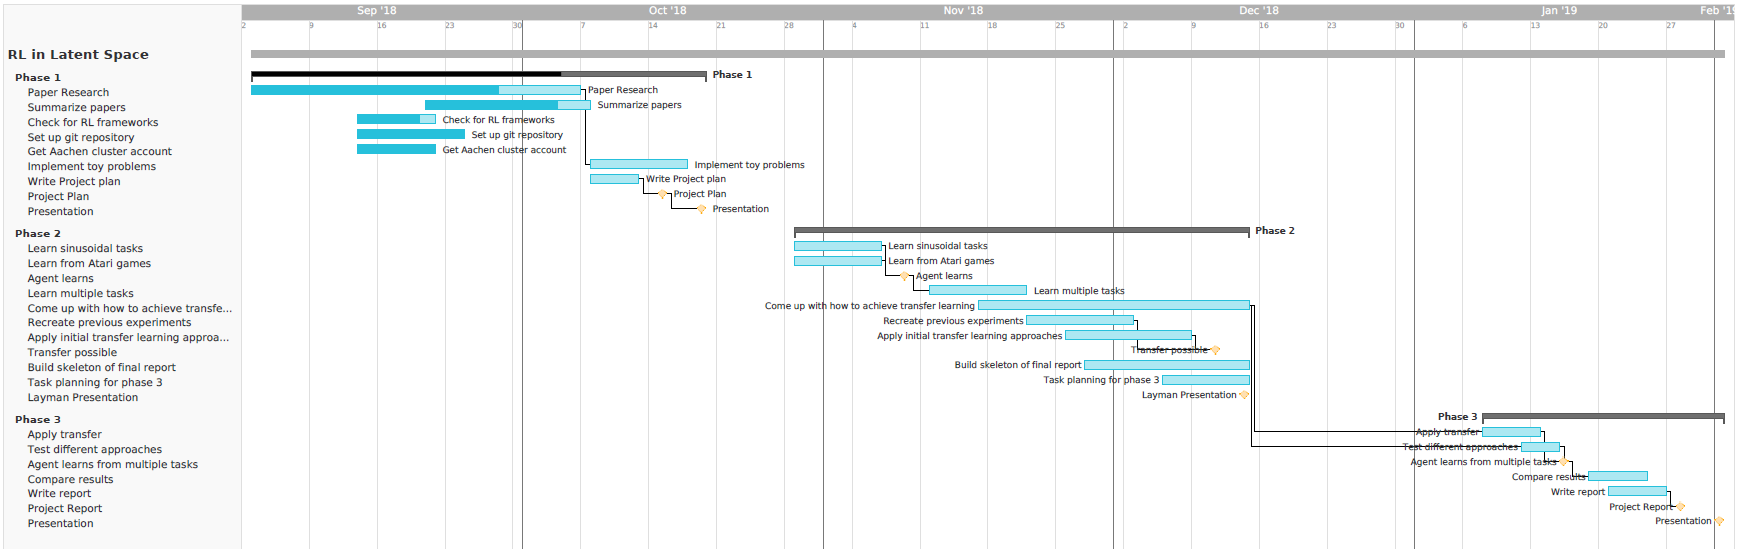 Sep '18 Oct '18 Nov '18 Dec '18 Jan '19 Feb '19
2 9 16 23 30 7 14 21 28 4 11 18 25 2 9 16 23 30 6 13 20 27
RL in Latent Space
Phase 1 Phase 1
Paper Research Paper Research
Summarize papers Summarize papers
Check for RL frameworks Check for RL frameworks
Set up git repository Set up git repository
Get Aachen cluster account Get Aachen cluster account
Implement toy problems Implement toy problems
Write Project plan Write Project plan
Project Plan Project Plan
Presentation Presentation
Phase 2 Phase 2
Learn sinusoidal tasks Learn sinusoidal tasks
Learn from Atari games Learn from Atari games
Agent learns Agent learns
Learn multiple tasks Learn multiple tasks
Come up with how to achieve transfe... Come up with how to achieve transfer learning
Recreate previous experiments Recreate previous experiments
Apply initial transfer learning approa... Apply initial transfer learning approaches
Transfer possible Transfer possible
Build skeleton of final report Build skeleton of final report
Task planning for phase 3 Task planning for phase 3
Layman Presentation Layman Presentation
Phase 3 Phase 3
Apply transfer Apply transfer
Test different approaches Test different approaches
Agent learns from multiple tasks Agent learns from multiple tasks
Compare results Compare results
Write report Write report
Project Report Project Report
Presentation Presentation